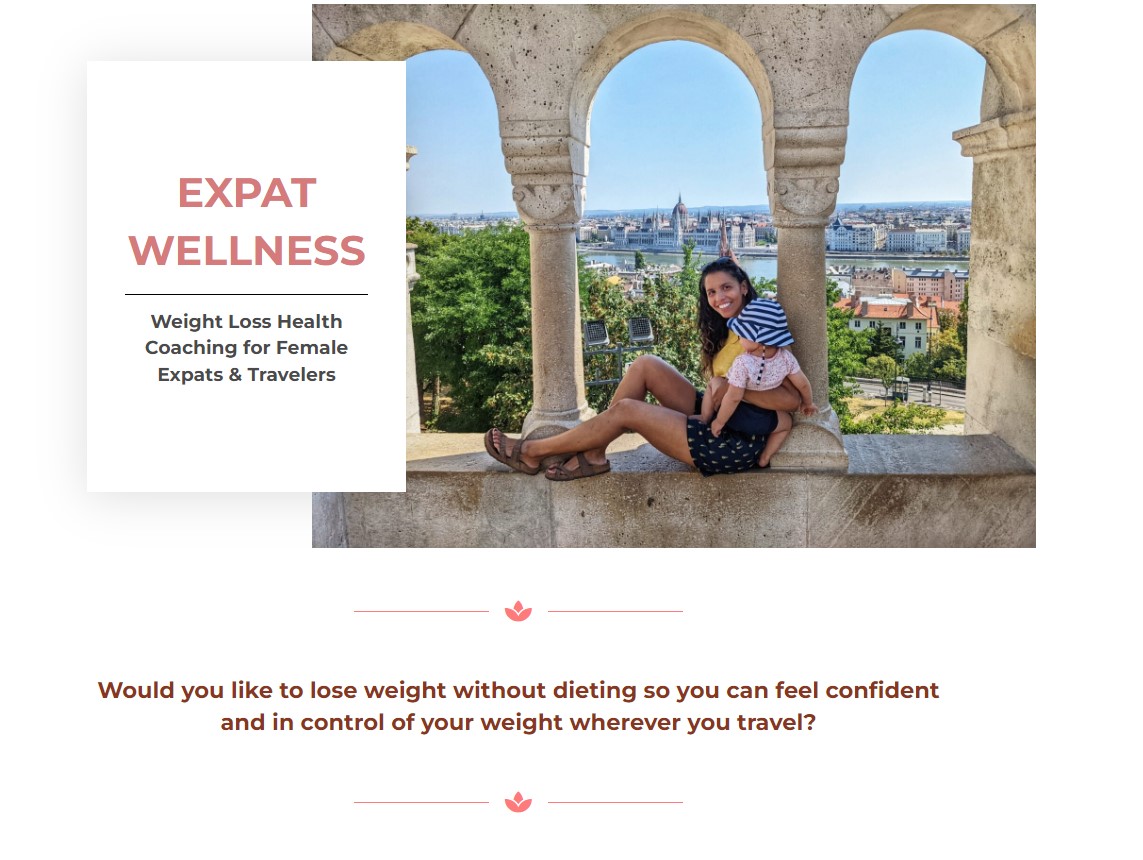 EXPAT
WELLNESS
Weight Loss Health
Coaching for Female
Expats & Travelers
Would you like to lose weight without dieting so you can feel confident
and in control of your weight wherever you travel?